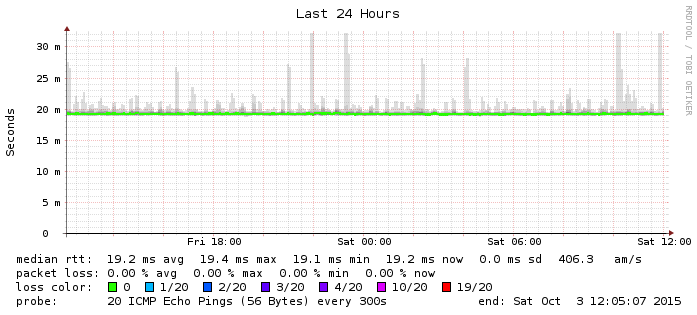 Last 24 Hours
RRDTOOL / TOBI OETIKER
Seconds
30 m
25 m
20 m
15 m
10 m
5 m
0
Fri 18:00 Sat 00:00 Sat 06:00 Sat 12:00
median rtt: 19.2 ms avg 19.4 ms max 19.1 ms min 19.2 ms now 0.0 ms sd 406.3 am/s
packet loss: 0.00 % avg 0.00 % max 0.00 % min 0.00 % now
loss color: 0 1/20 2/20 3/20 4/20 10/20 19/20
probe: 20 ICMP Echo Pings (56 Bytes) every 300s end: Sat Oct 3 12:05:07 2015